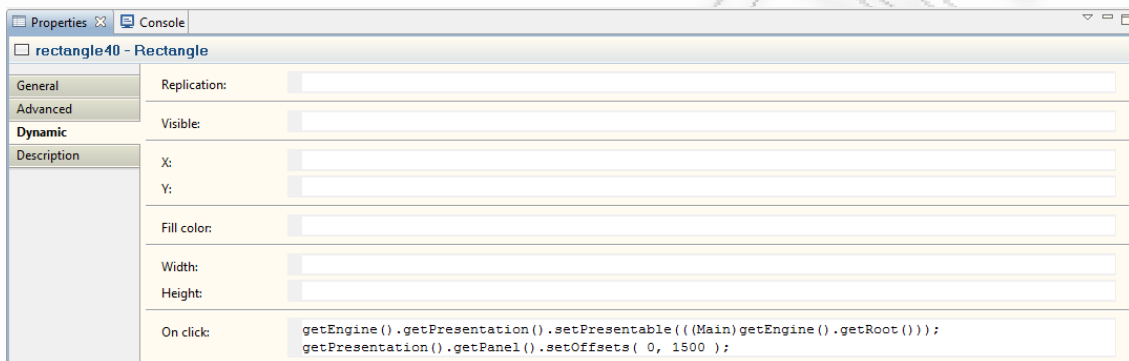 Properties Console
rectangle40 - Rectangle
General
Advanced
Dynamic
Description
Replication:
Visible:
X:
Y:
Fill color:
Width:
Height:
On click:
getEngine().getPresentation().setPresentable(((Main)getEngine().getRoot()));
getPresentation().getPanel().setOffsets( 0, 1500 );